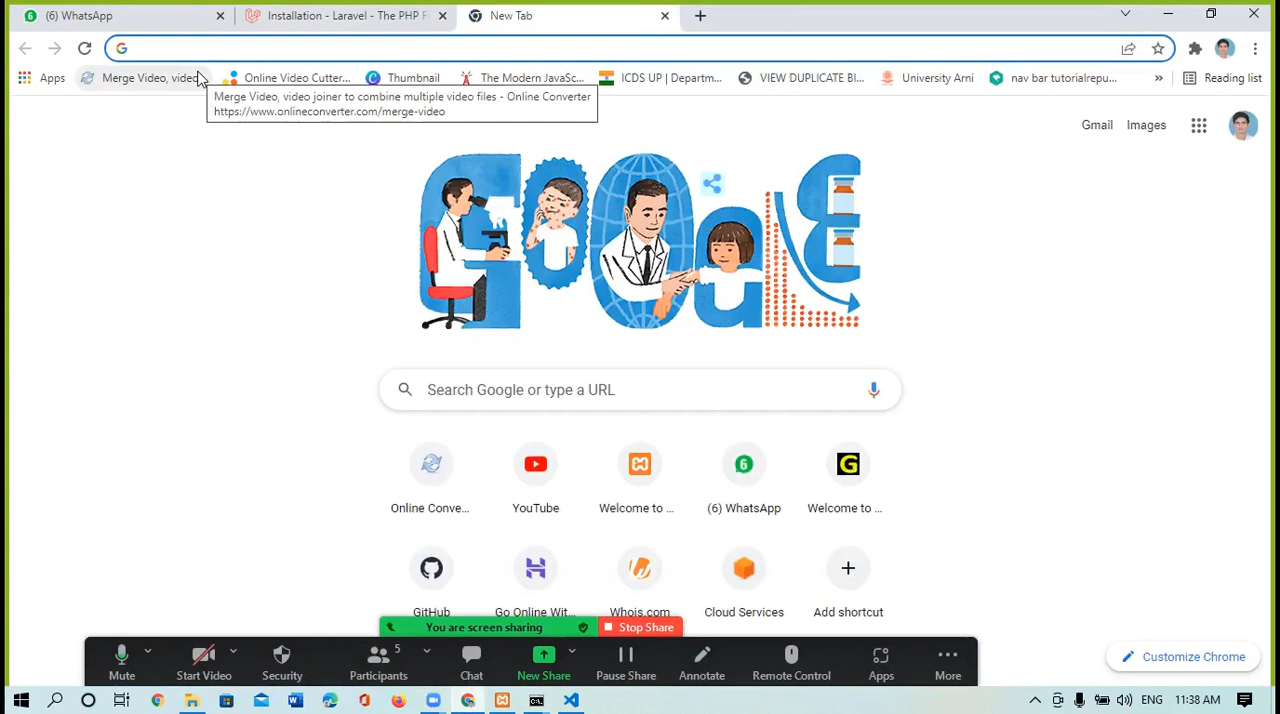 (6) WhatsApp
Installation - Laravel - The PHP F
New Tab
Apps
Merge Video, video
Online Video Cutter...
Thumbnail
The Modern JavaSc...
ICDS UP | Departm...
VIEW DUPLICATE BI...
University Arni
nav bar tutorialrepu...
»
Reading list
Merge Video, video joiner to combine multiple video files - Online Converter
https://www.onlineconverter.com/merge-video
Gmail
Images
Search Google or type a URL
Online Conve...
YouTube
Welcome to ...
(6) WhatsApp
Welcome to ...
GitHub
Go Online Wit...
Whois.com
Cloud Services
Add shortcut
You are screen sharing
Stop Share
Mute
Start Video
Security
5
Participants
Chat
New Share
Pause Share
Annotate
Remote Control
Apps
More
Customize Chrome
ENG
11:38 AM